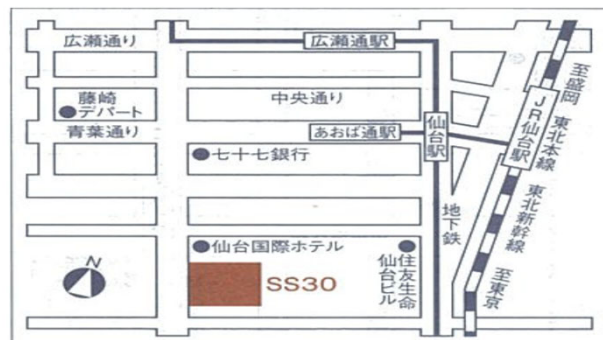 広瀬通り
広瀬通駅
至盛岡
藤崎
デパート
中央通り
JR仙台駅
青葉通り
あおば通駅
仙台駅
東北本線
七十七銀行
地下鉄
東北新幹線
仙台国際ホテル
住友生命
仙台ビル
N
SS30
至東京